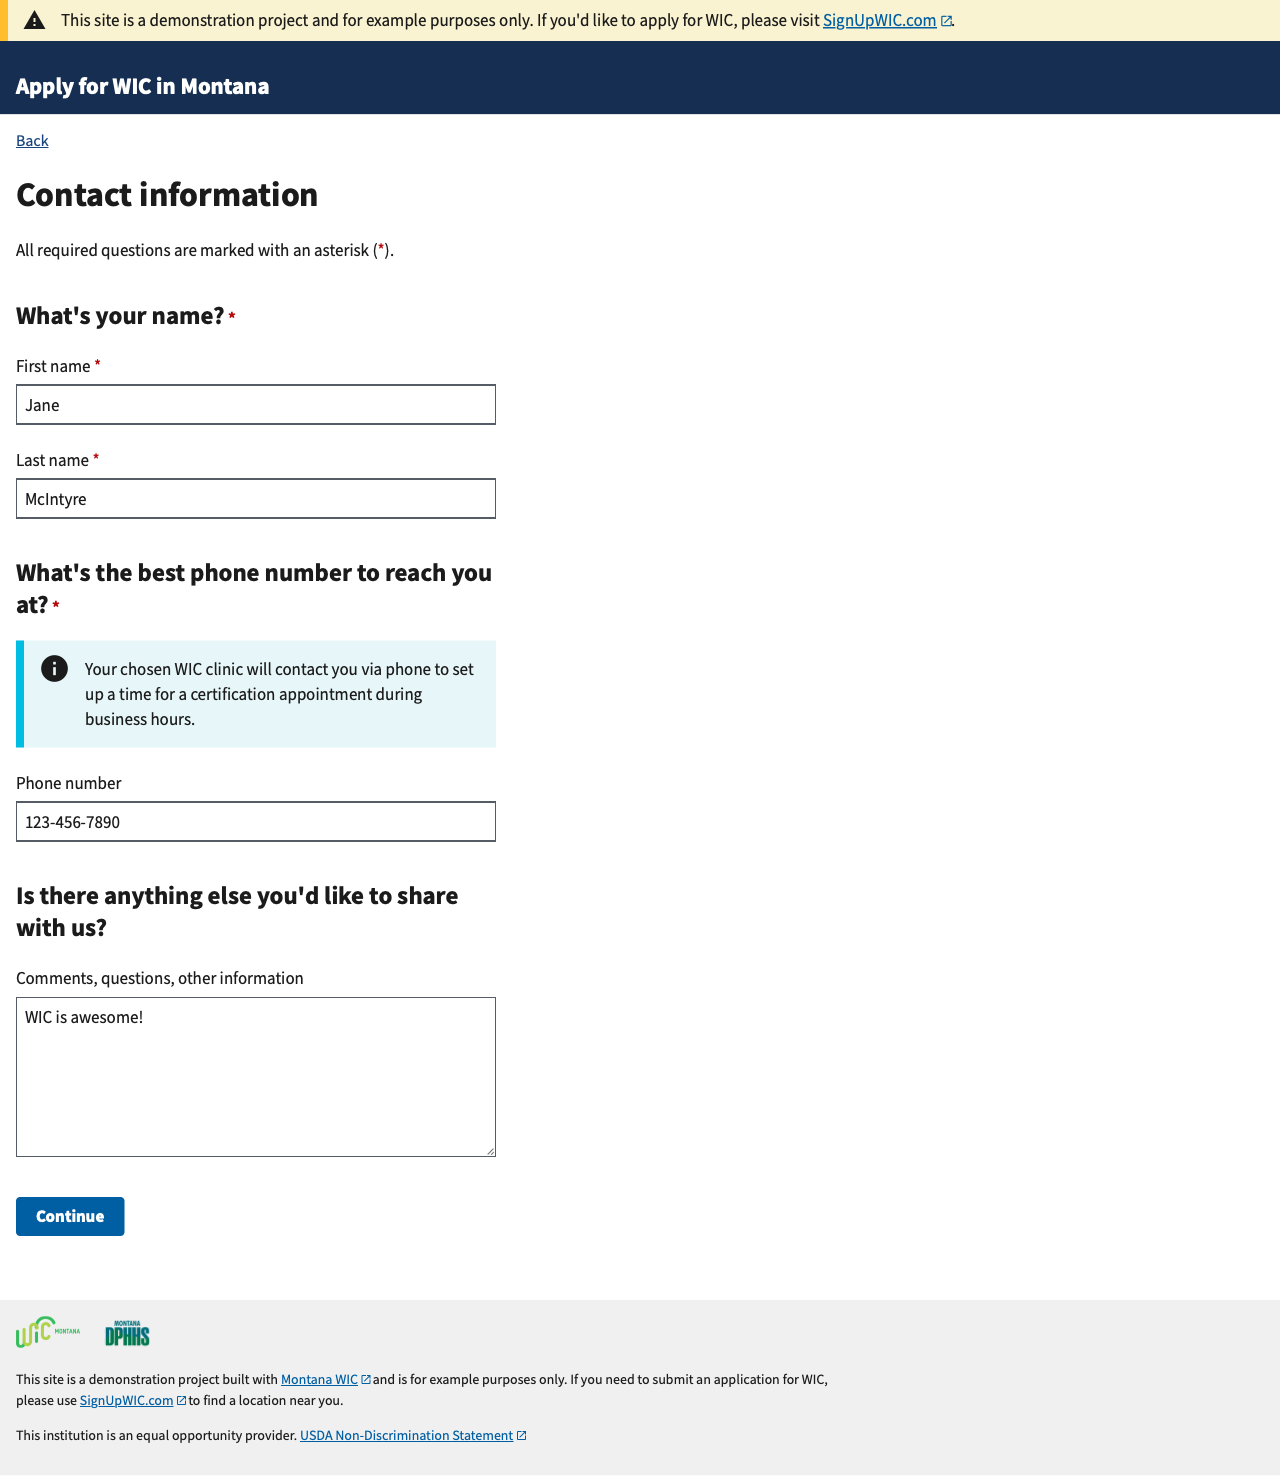 This site is a demonstration project and for example purposes only. If you'd like to apply for WIC, please visit SignUpWIC.com.
Apply for WIC in Montana
Back
Contact information
All required questions are marked with an asterisk (*).
What's your name? *
First name *
Jane
Last name *
McIntyre
What's the best phone number to reach you
at? *
Your chosen WIC clinic will contact you via phone to set
up a time for a certification appointment during
business hours.
Phone number
123-456-7890
Is there anything else you'd like to share
with us?
Comments, questions, other information
WIC is awesome!
Continue
WIC MONTANA
MONTANA
DPHHS
This site is a demonstration project built with Montana WIC and is for example purposes only. If you need to submit an application for WIC,
please use SignUpWIC.com to find a location near you.
This institution is an equal opportunity provider. USDA Non-Discrimination Statement